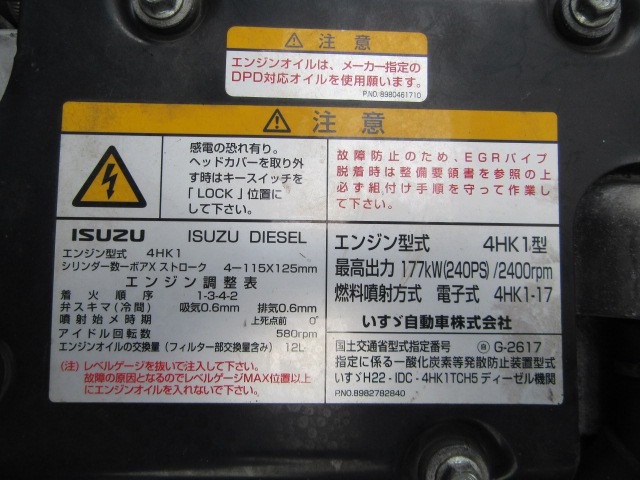 注意
エンジンオイルは、メーカー指定の
DPD対応オイルを使用願います。
P.NO.8980461710
注意
感電の恐れ有り。
ヘッドカバーを取り外
す時はキースイッチを
「LOCK」位置に
して下さい。
故障防止のため、EGRパイプ
脱着時は整備要領書を参照の上
必ず組付け手順を守って作業し
て下さい。
ISUZU ISUZU DIESEL
エンジン型式 4HK1
シリンダー数ーボアX ストローク 4-115X125mm
エンジン調整表
着火順序 1-3-4-2
弁スキマ(冷間) 吸気0.6mm 排気0.6mm
噴射始メ時期 上死点前 0°
アイドル回転数 580rpm
エンジンオイルの交換量(フィルター部交換量含み) 12L
(注)レベルゲージを抜いて注入して下さい。
故障の原因となるのでレベルゲージMAX位置以上
にエンジンオイルを入れないで下さい。
エンジン型式 4HK1型
最高出力 177kW(240PS)/2400rpm
燃料噴射方式 電子式 4HK1-17
いすゞ自動車株式会社
国土交通省型式指定番号 G-2617
指定に係る一酸化炭素等発散防止装置型式
いすゞH22-IDC-4HK1TCH5 ディーゼル機関
P.NO.8982782840